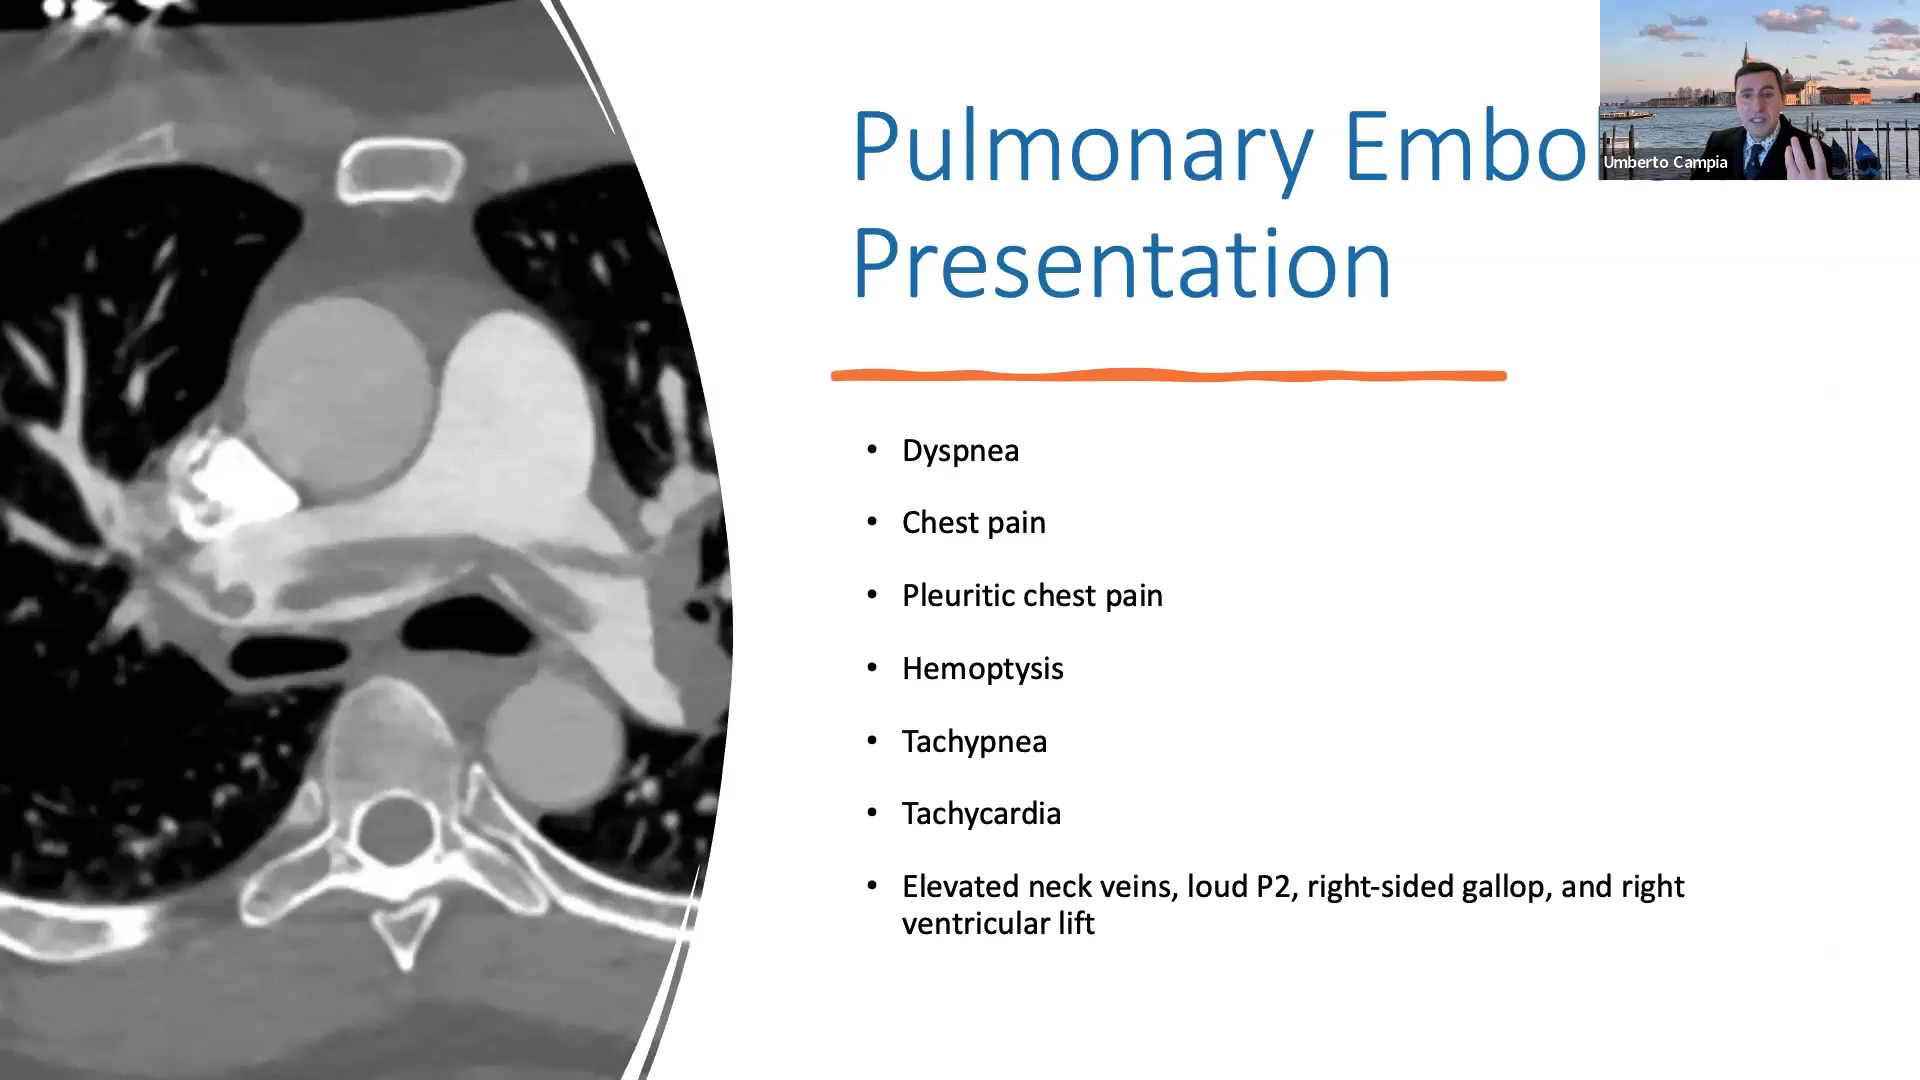 Pulmonary Embo
Presentation
Umberto Campia
• Dyspnea
• Chest pain
• Pleuritic chest pain
• Hemoptysis
• Tachypnea
• Tachycardia
• Elevated neck veins, loud P2, right-sided gallop, and right
ventricular lift